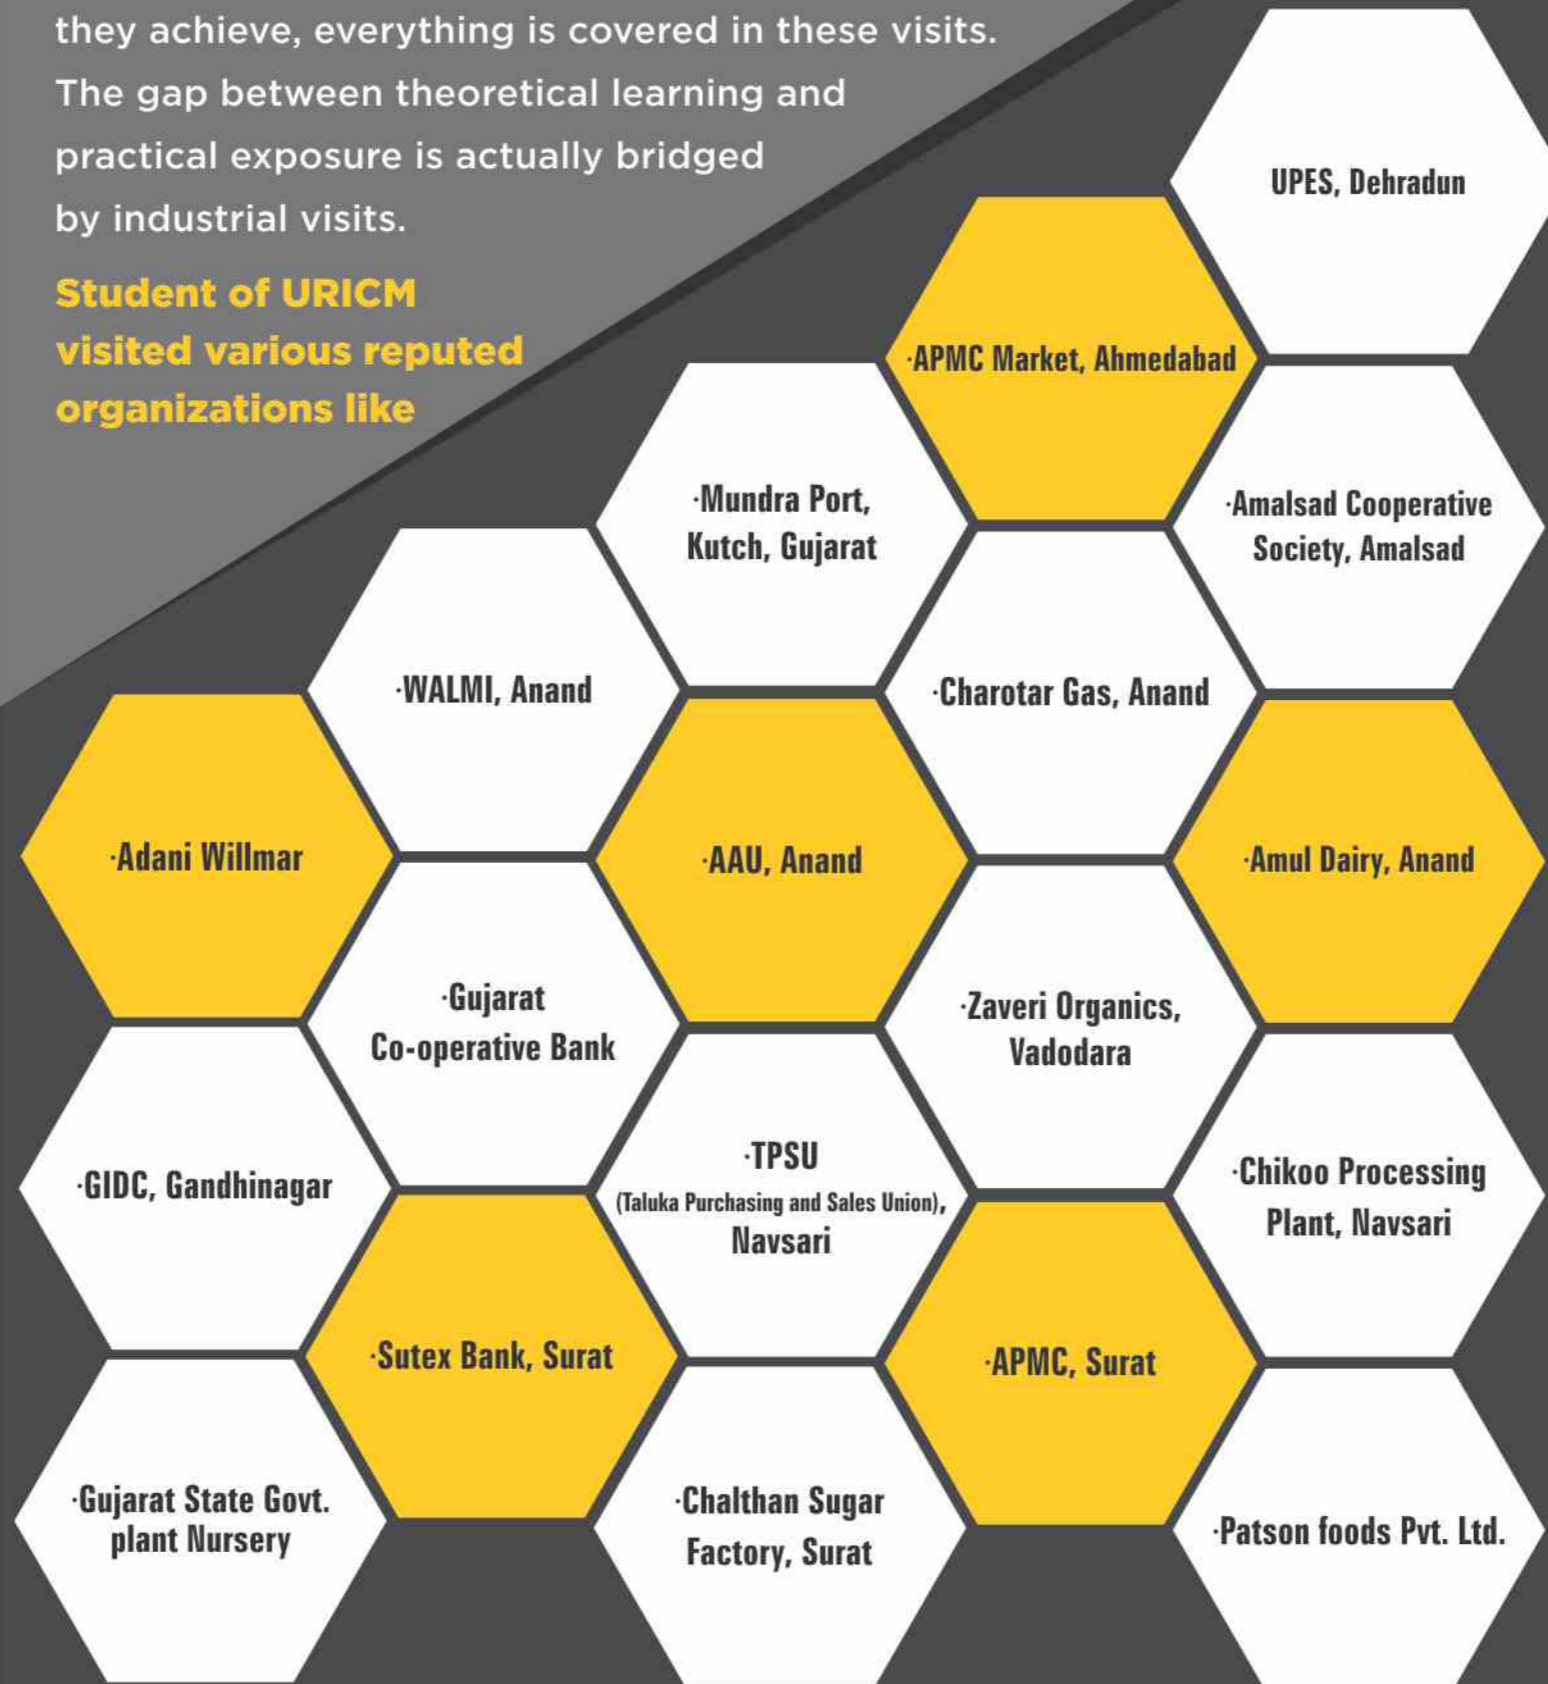 they achieve, everything is covered in these visits.
The gap between theoretical learning and
practical exposure is actually bridged
by industrial visits.
Student of URICM
visited various reputed
organizations like
UPES, Dehradun
·APMC Market, Ahmedabad
·Mundra Port,
Kutch, Gujarat
·Amalsad Cooperative
Society, Amalsad
·WALMI, Anand
·Charotar Gas, Anand
·Adani Willmar
·AAU, Anand
·Amul Dairy, Anand
·Gujarat
Co-operative Bank
·Zaveri Organics,
Vadodara
·GIDC, Gandhinagar
·TPSU
(Taluka Purchasing and Sales Union),
Navsari
·Chikoo Processing
Plant, Navsari
·Sutex Bank, Surat
·APMC, Surat
·Gujarat State Govt.
plant Nursery
·Chalthan Sugar
Factory, Surat
·Patson foods Pvt. Ltd.